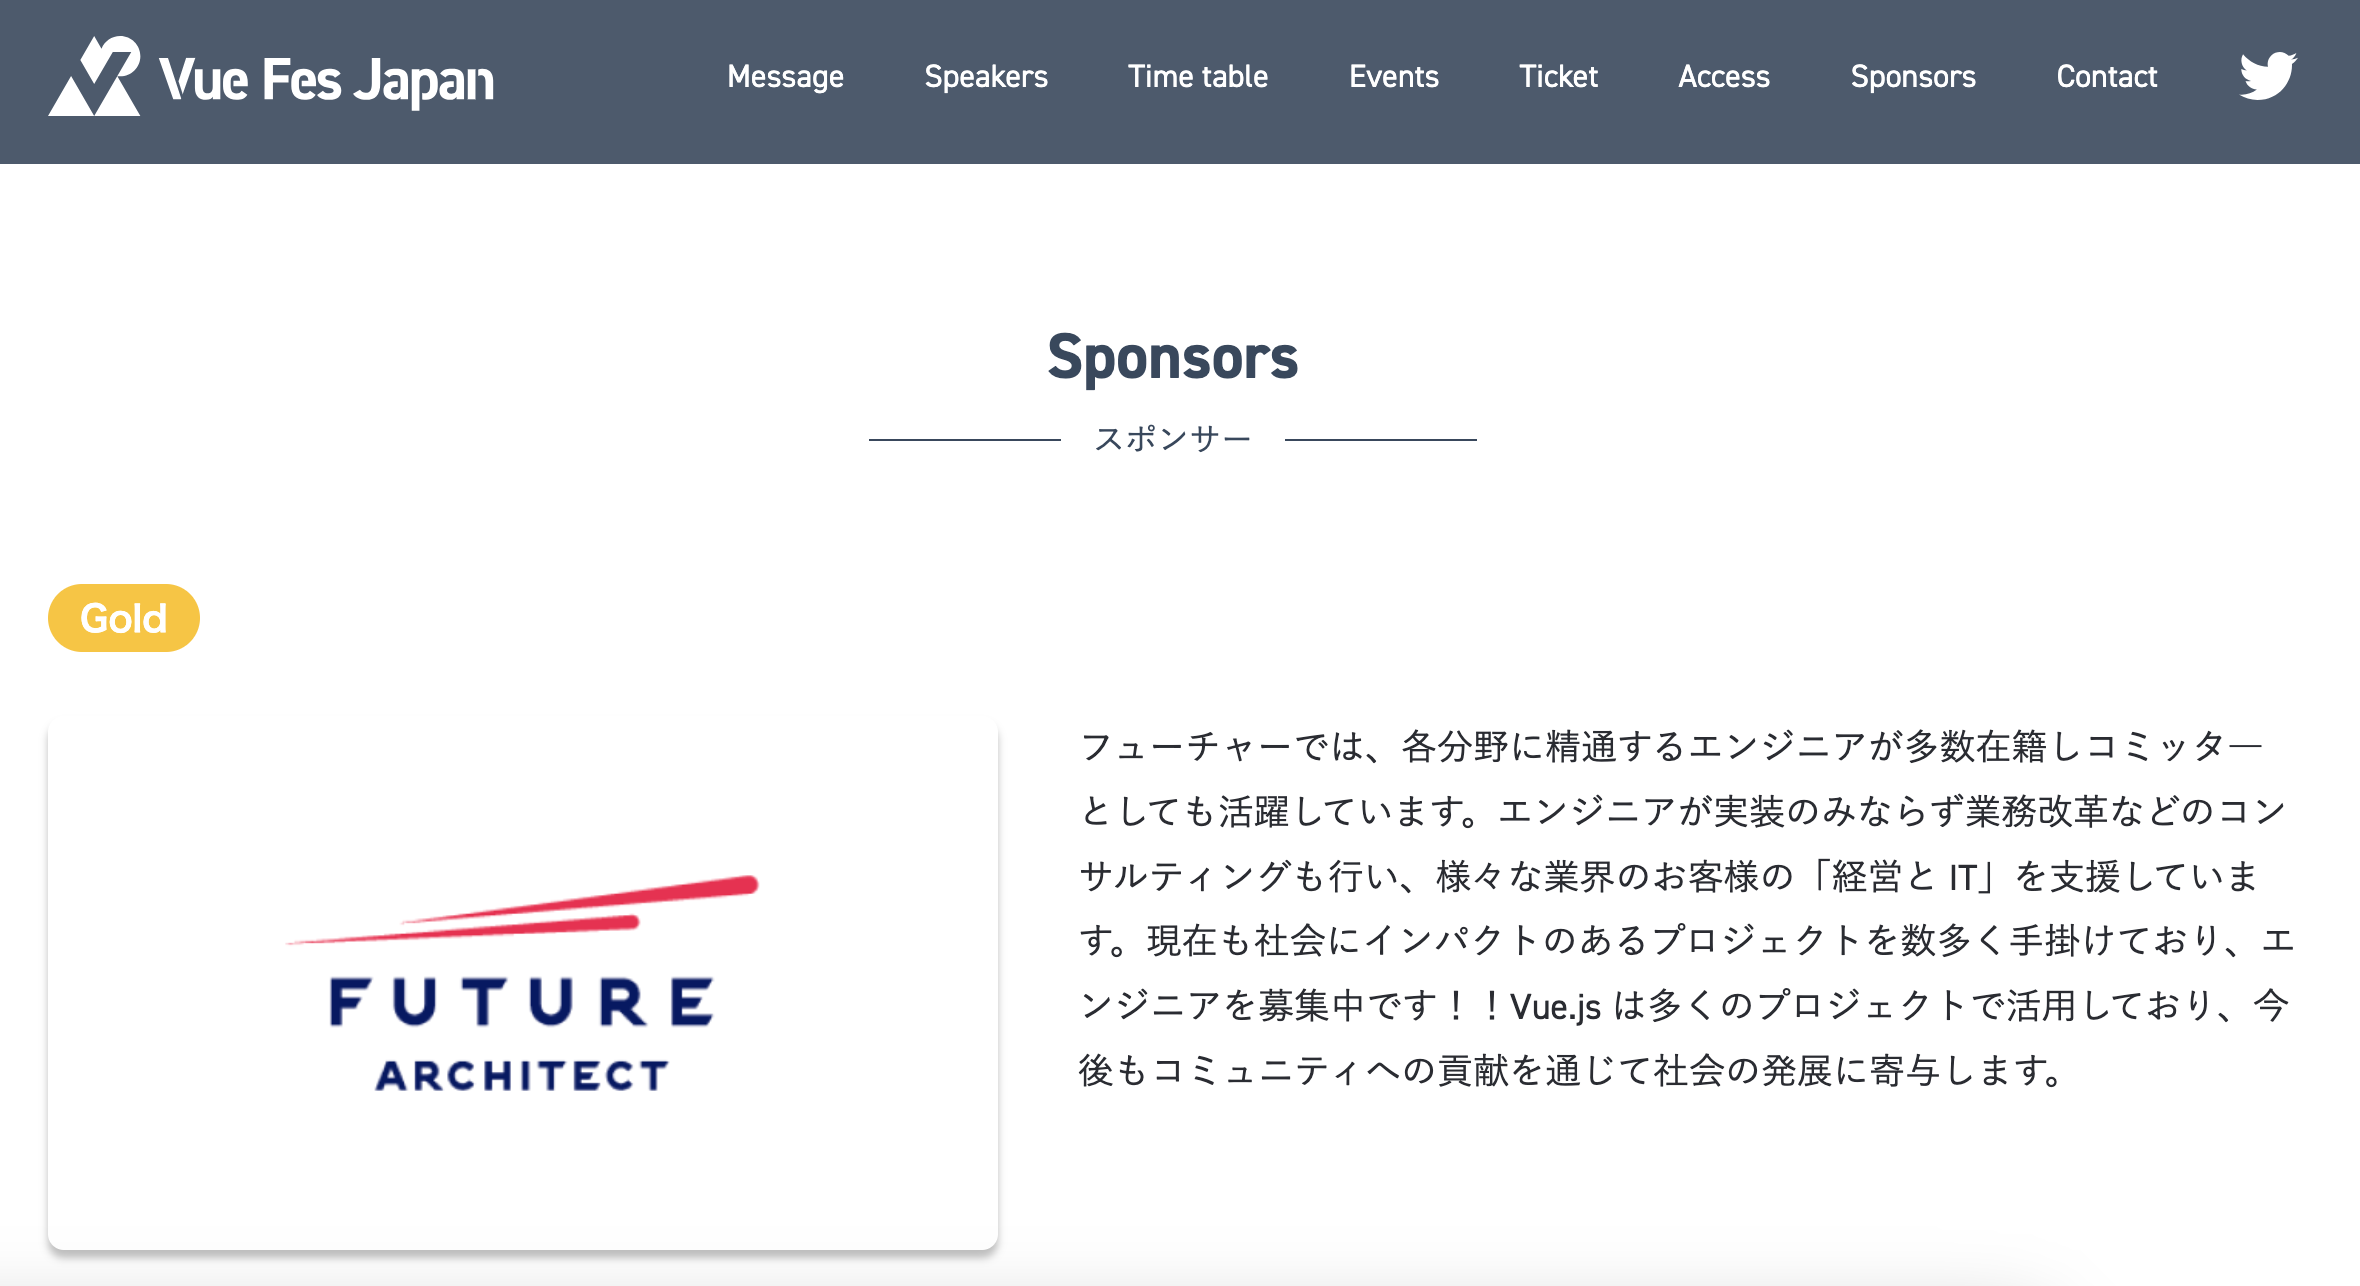 Vue Fes Japan
Message
Speakers
Time table
Events
Ticket
Access
Sponsors
Contact
Sponsors
スポンサー
Gold
FUTURE
ARCHITECT
フューチャーでは、各分野に精通するエンジニアが多数在籍しコミッタ―
としても活躍しています。エンジニアが実装のみならず業務改革などのコン
サルティングも行い、様々な業界のお客様の「経営と IT」を支援していま
す。現在も社会にインパクトのあるプロジェクトを数多く手掛けており、エ
ンジニアを募集中です！！Vue.js は多くのプロジェクトで活用しており、今
後もコミュニティへの貢献を通じて社会の発展に寄与します。